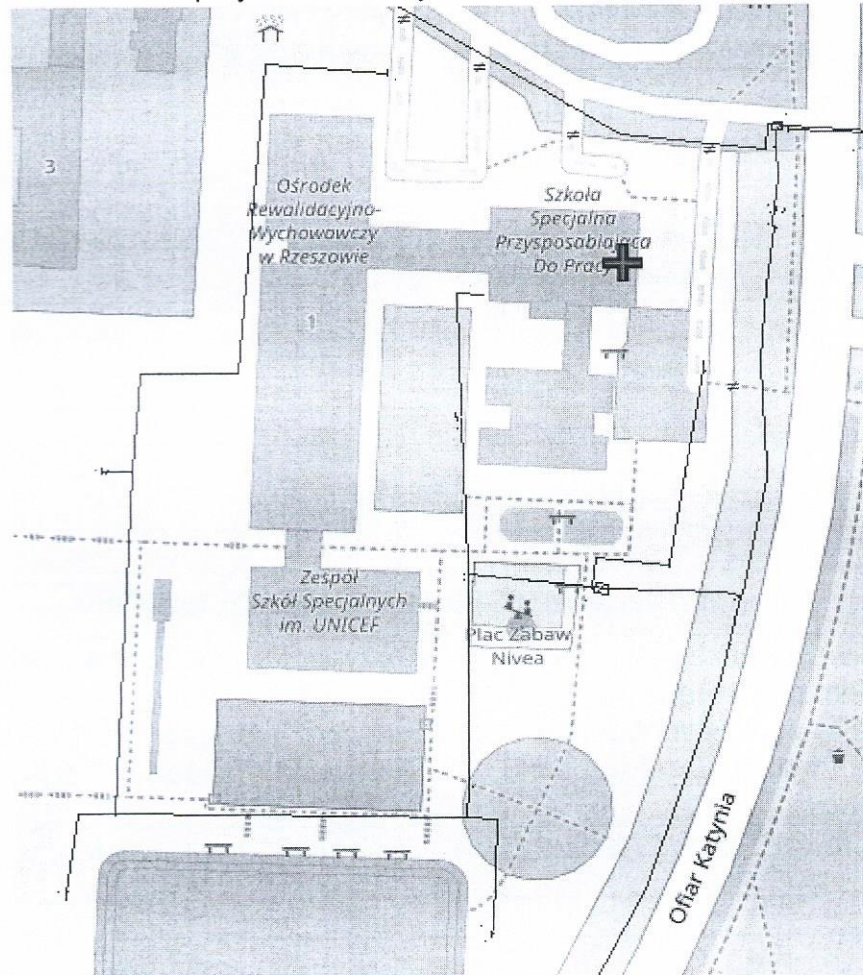 3
Ośrodek
Rewalidacyjno-
Wychowawczy
w Rzeszowie
1
Szkoła
Specjalna
Przysposabiająca
Do Pracy
Zespół
Szkół Specjalnych
im. UNICEF
Plac Zabaw
Nivea
Ofiar Katynia